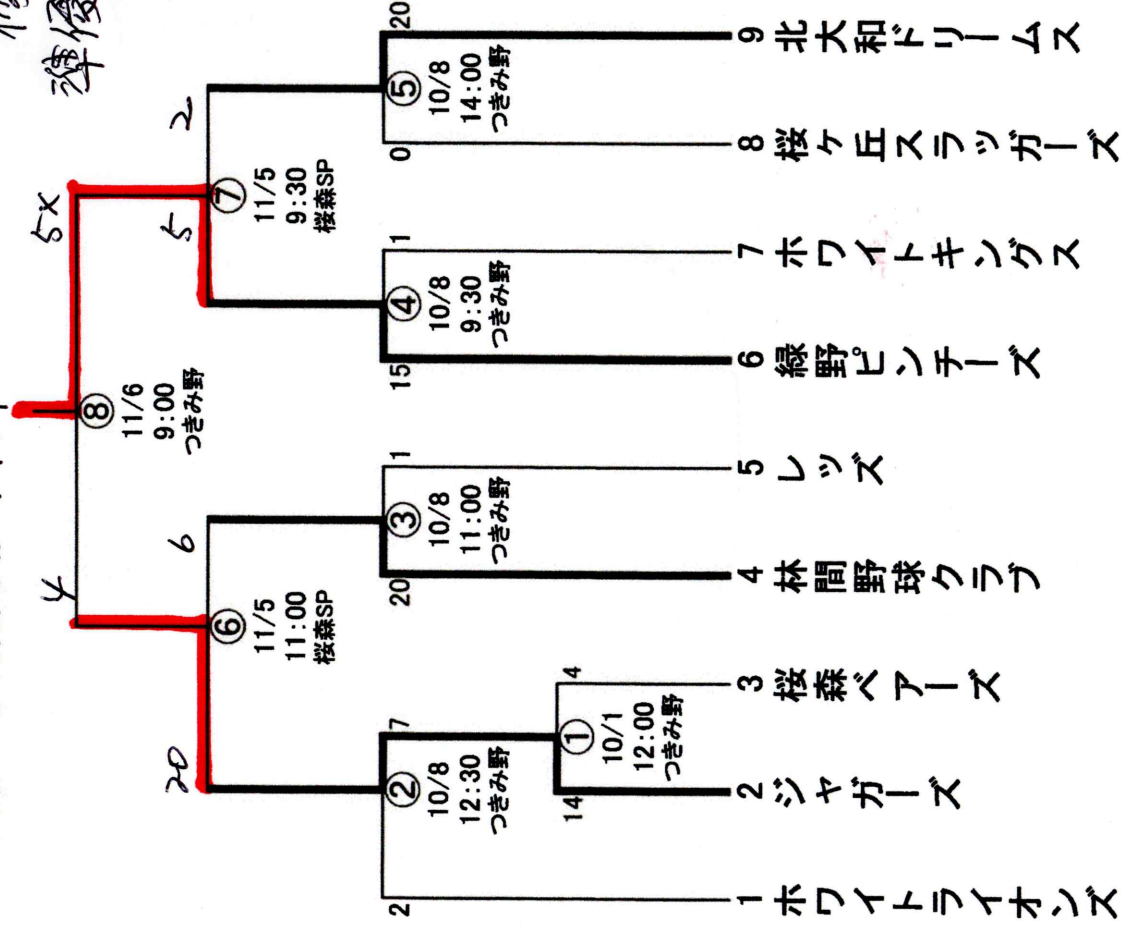 準優
5x
4
⑧
11/6
9:00
つきみ野
20
6
5
2
⑥
11/5
11:00
桜森SP
⑦
11/5
9:30
桜森SP
2
7
②
10/8
12:30
つきみ野
20
1
③
10/8
11:00
つきみ野
15
1
④
10/8
9:30
つきみ野
0
20
⑤
10/8
14:00
つきみ野
14
4
①
10/1
12:00
つきみ野
1 ホワイトライオンズ
2 ジャガーズ
3 桜森ベアーズ
4 林間野球クラブ
5 レッズ
6 緑野ピンチーズ
7 ホワイトキングス
8 桜ヶ丘スラッガーズ
9 北大和ドリームス